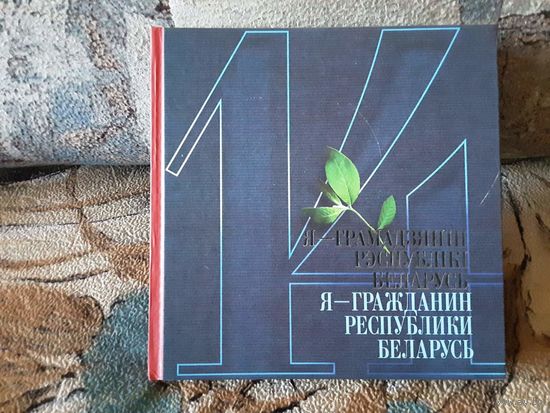 14
Я—ГРАМАДЗЯНІН
РЭСПУБЛІКІ
БЕЛАРУСЬ
Я—ГРАЖДАНИН
РЕСПУБЛИКИ
БЕЛАРУСЬ